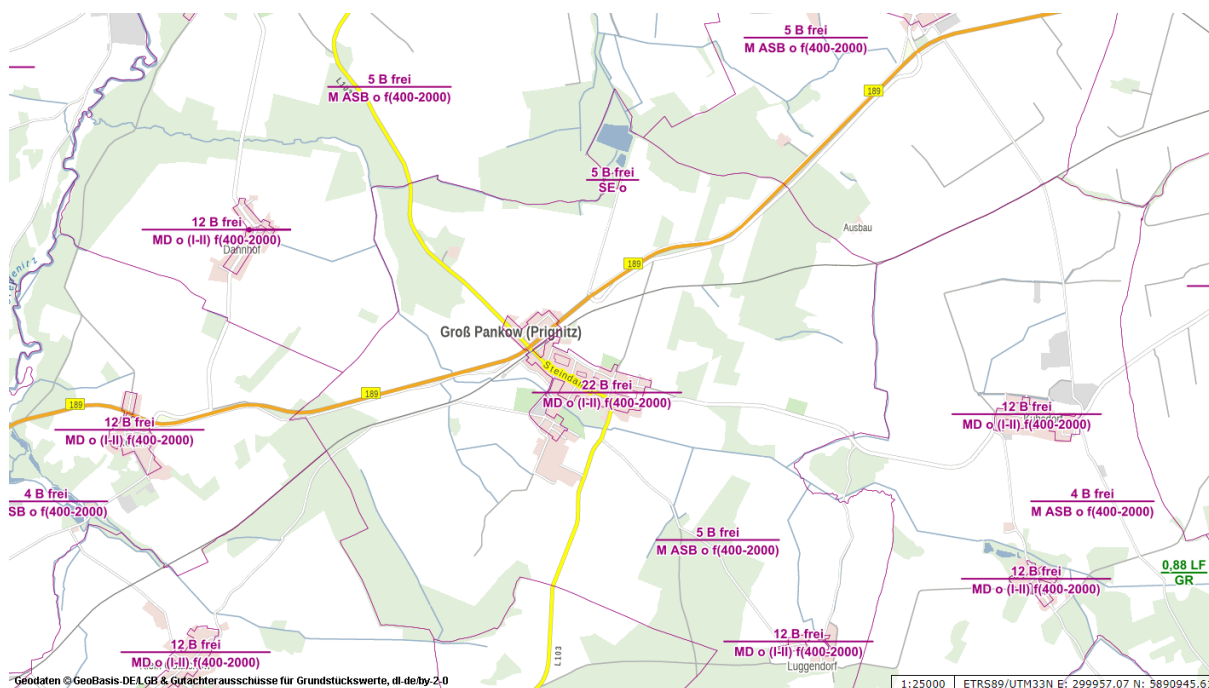 5 B frei
M ASB o f(400-2000)
189
5 B frei
M ASB o f(400-2000)
5 B frei
SE o
12 B frei
MD o (I-II) f(400-2000)
Dannhof
Ausbau
189
Groß Pankow (Prignitz)
22 B frei
MD o (I-II) f(400-2000)
189
189
12 B frei
MD o (I-II) f(400-2000)
12 B frei
MD o (I-II) f(400-2000)
Kuhsdorf
4 B frei
SB o f(400-2000)
4 B frei
M ASB o f(400-2000)
5 B frei
M ASB o f(400-2000)
12 B frei
MD o (I-II) f(400-2000)
0,88 LF
GR
12 B frei
MD o (I-II) f(400-2000)
Luggendorf
12 B frei
MD o (I-II) f(400-2000)
L103
Geodaten © GeoBasis-DE/LGB & Gutachterausschüsse für Grundstückswerte, dl-de/by-2-0
1:25000
ETRS89/UTM33N E: 299957.07 N: 5890945.61